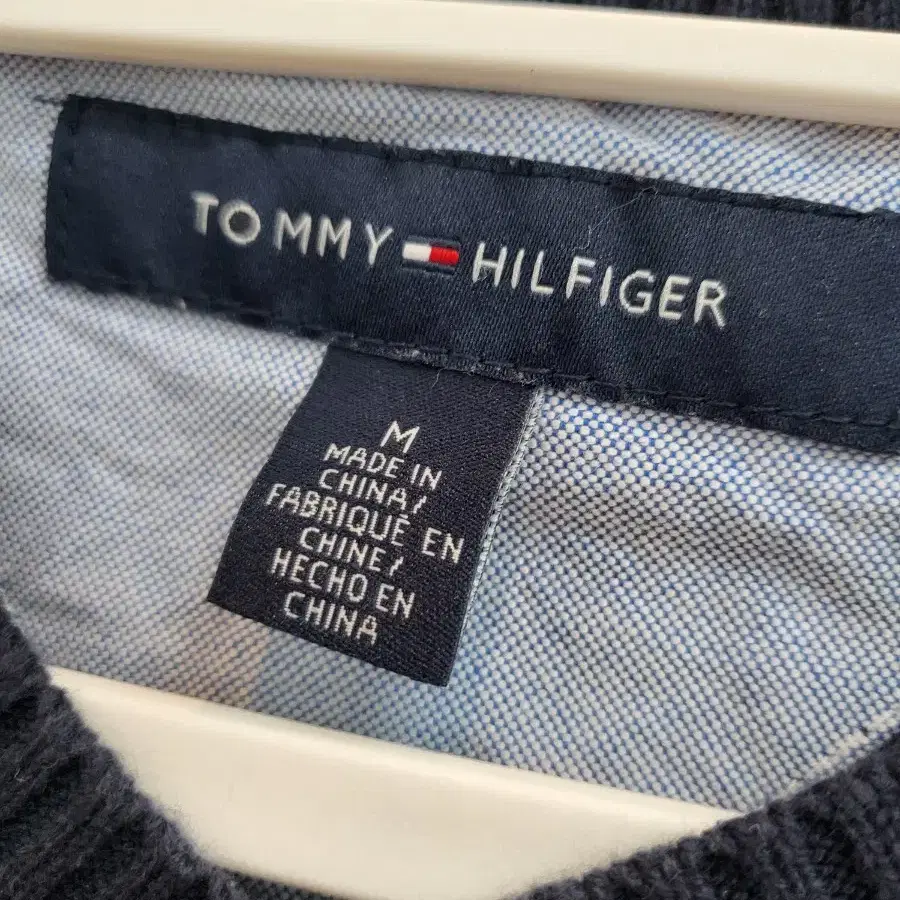 TOMMY HILFIGER
M
MADE IN
CHINA/
FABRIQUÉ EN
CHINE/
HECHO EN
CHINA